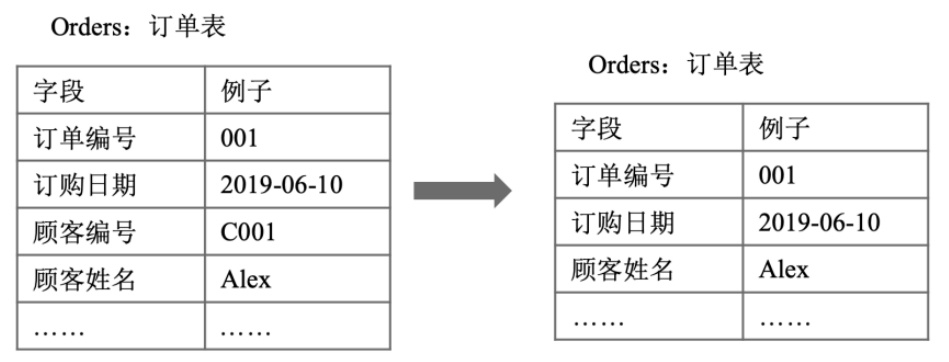 Orders：订单表
字段 例子
订单编号 001
订购日期 2019-06-10
顾客编号 C001
顾客姓名 Alex
…… ……
Orders：订单表
字段 例子
订单编号 001
订购日期 2019-06-10
顾客姓名 Alex
…… ……